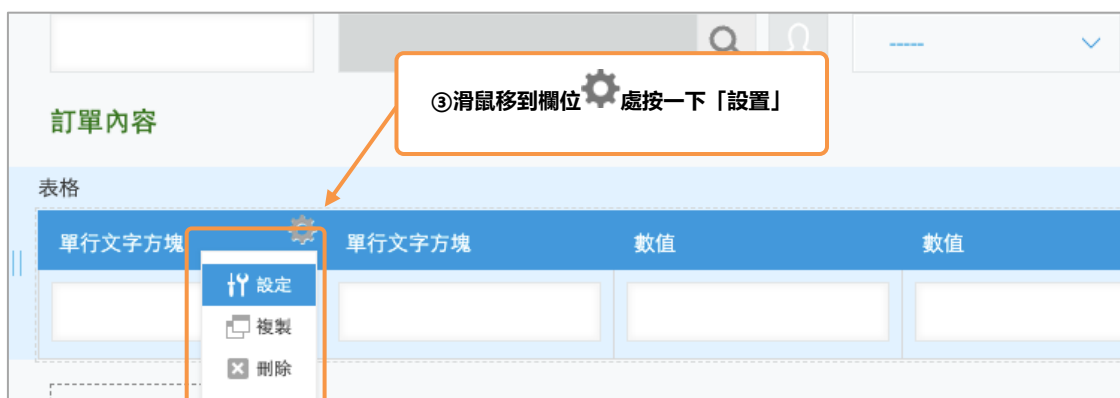 -----
③滑鼠移到欄位 處按一下「設置」
訂單內容
表格
單行文字方塊 單行文字方塊 數值 數值
設定
複製
刪除